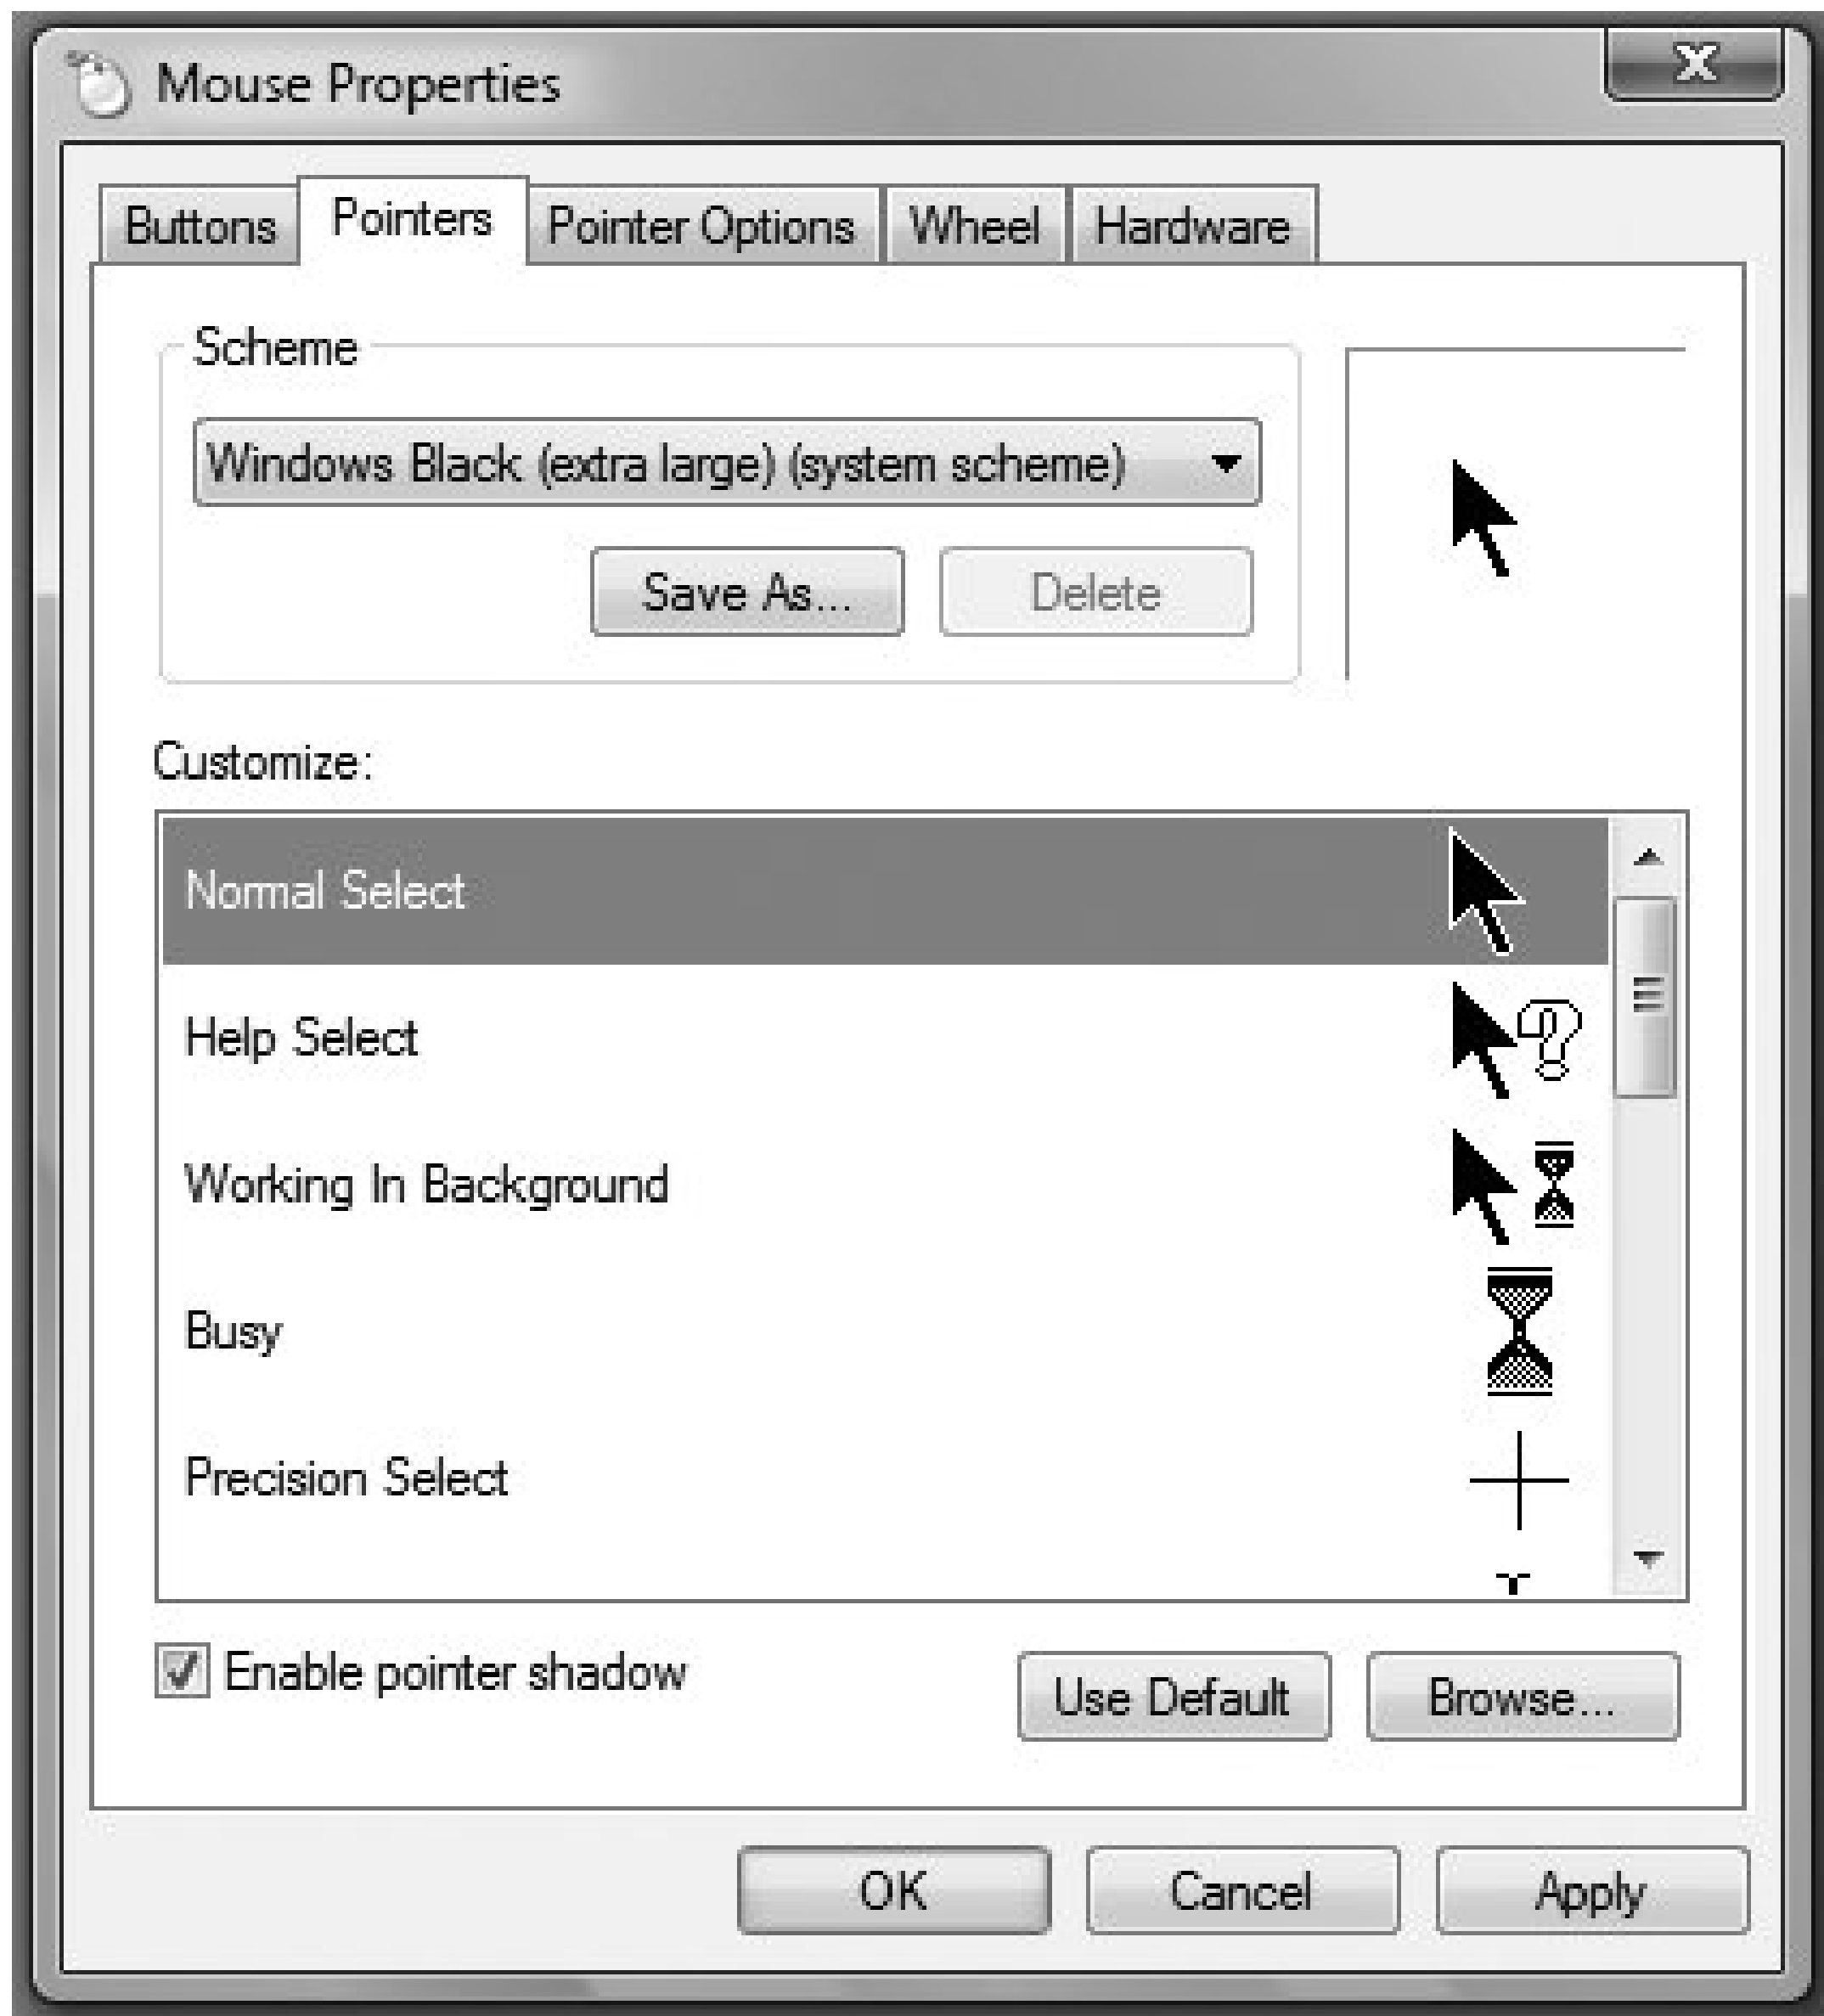 Mouse Properties
Buttons Pointers Pointer Options Wheel Hardware
Scheme
Windows Black (extra large) (system scheme)
Save As... Delete
Customize:
Normal Select
Help Select
Working In Background
Busy
Precision Select
Enable pointer shadow
Use Default Browse...
OK Cancel Apply